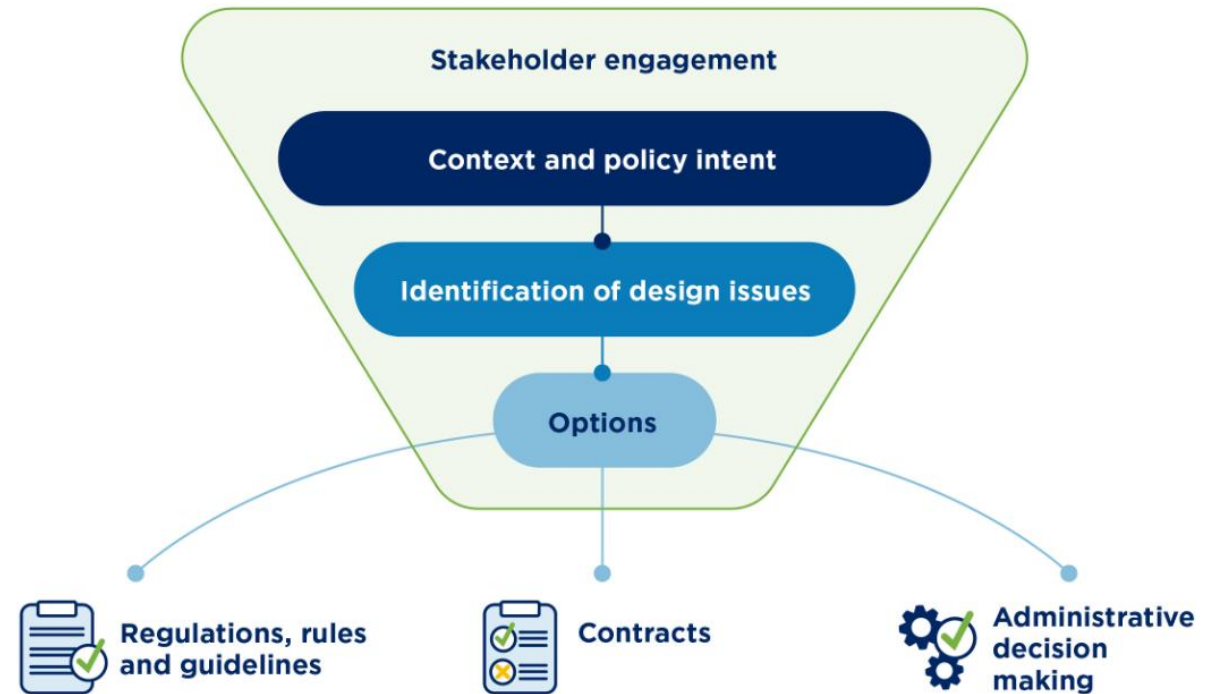 Stakeholder engagement
Context and policy intent
Identification of design issues
Options
Regulations, rules
and guidelines
Contracts
Administrative
decision
making